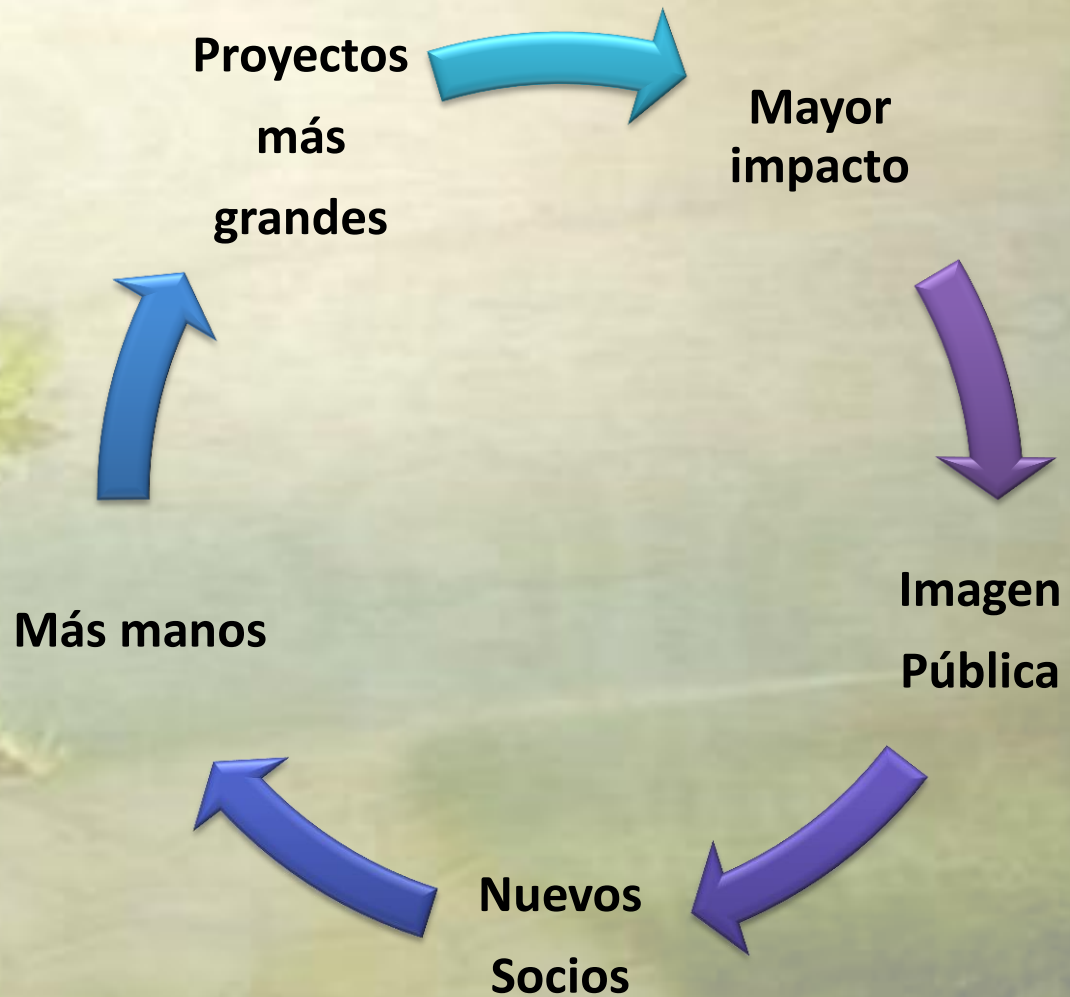 Proyectos
más
grandes
Mayor
impacto
Imagen
Pública
Nuevos
Socios
Más manos